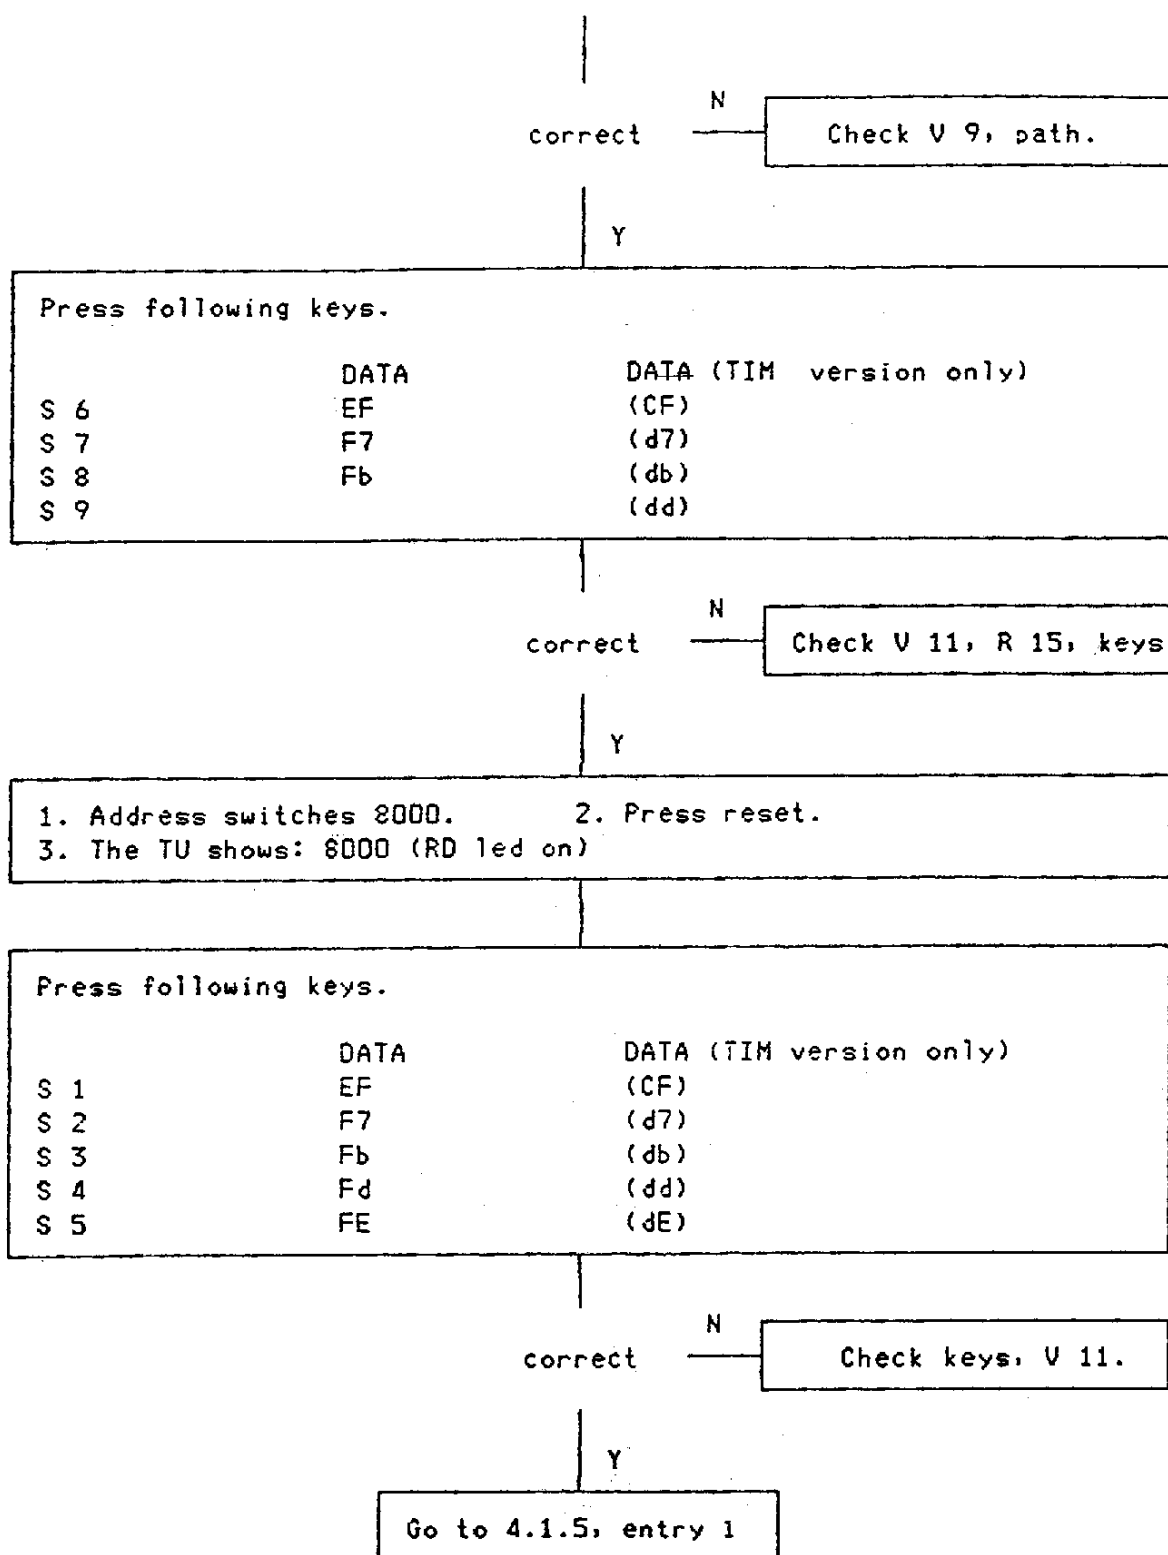 N
correct Check V 9, path.
Y
Press following keys.
DATA DATA (TIM version only)
S 6 EF (CF)
S 7 F7 (d7)
S 8 Fb (db)
S 9 (dd)
N
correct Check V 11, R 15, keys
Y
1. Address switches 8000. 2. Press reset.
3. The TU shows: 8000 (RD led on)
Press following keys.
DATA DATA (TIM version only)
S 1 EF (CF)
S 2 F7 (d7)
S 3 Fb (db)
S 4 Fd (dd)
S 5 FE (dE)
N
correct Check keys, V 11.
Y
Go to 4.1.5, entry 1